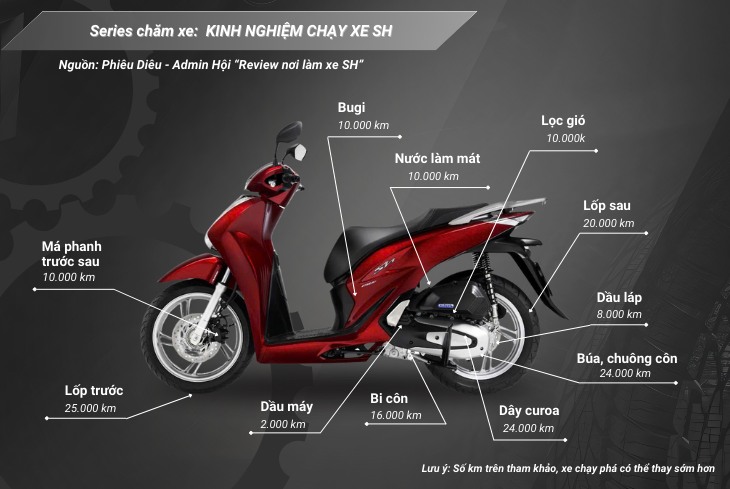 Series chăm xe: KINH NGHIỆM CHẠY XE SH
Nguồn: Phiêu Diêu - Admin Hội “Review nơi làm xe SH”
Bugi
10.000 km
Lọc gió
10.000k
Nước làm mát
10.000 km
Lốp sau
20.000 km
Má phanh
trước sau
10.000 km
Dầu láp
8.000 km
Búa, chuông côn
24.000 km
Lốp trước
25.000 km
Dầu máy
2.000 km
Bi côn
16.000 km
Dây curoa
24.000 km
Lưu ý: Số km trên tham khảo, xe chạy phá có thể thay sớm hơn